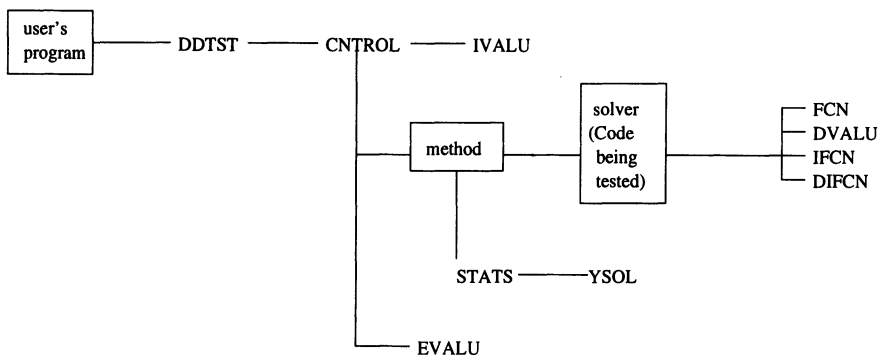 user's
program
DDTST
CNTROL
IVALU
method
solver
(Code
being
tested)
FCN
DVALU
IFCN
DIFCN
STATS
YSOL
EVALU